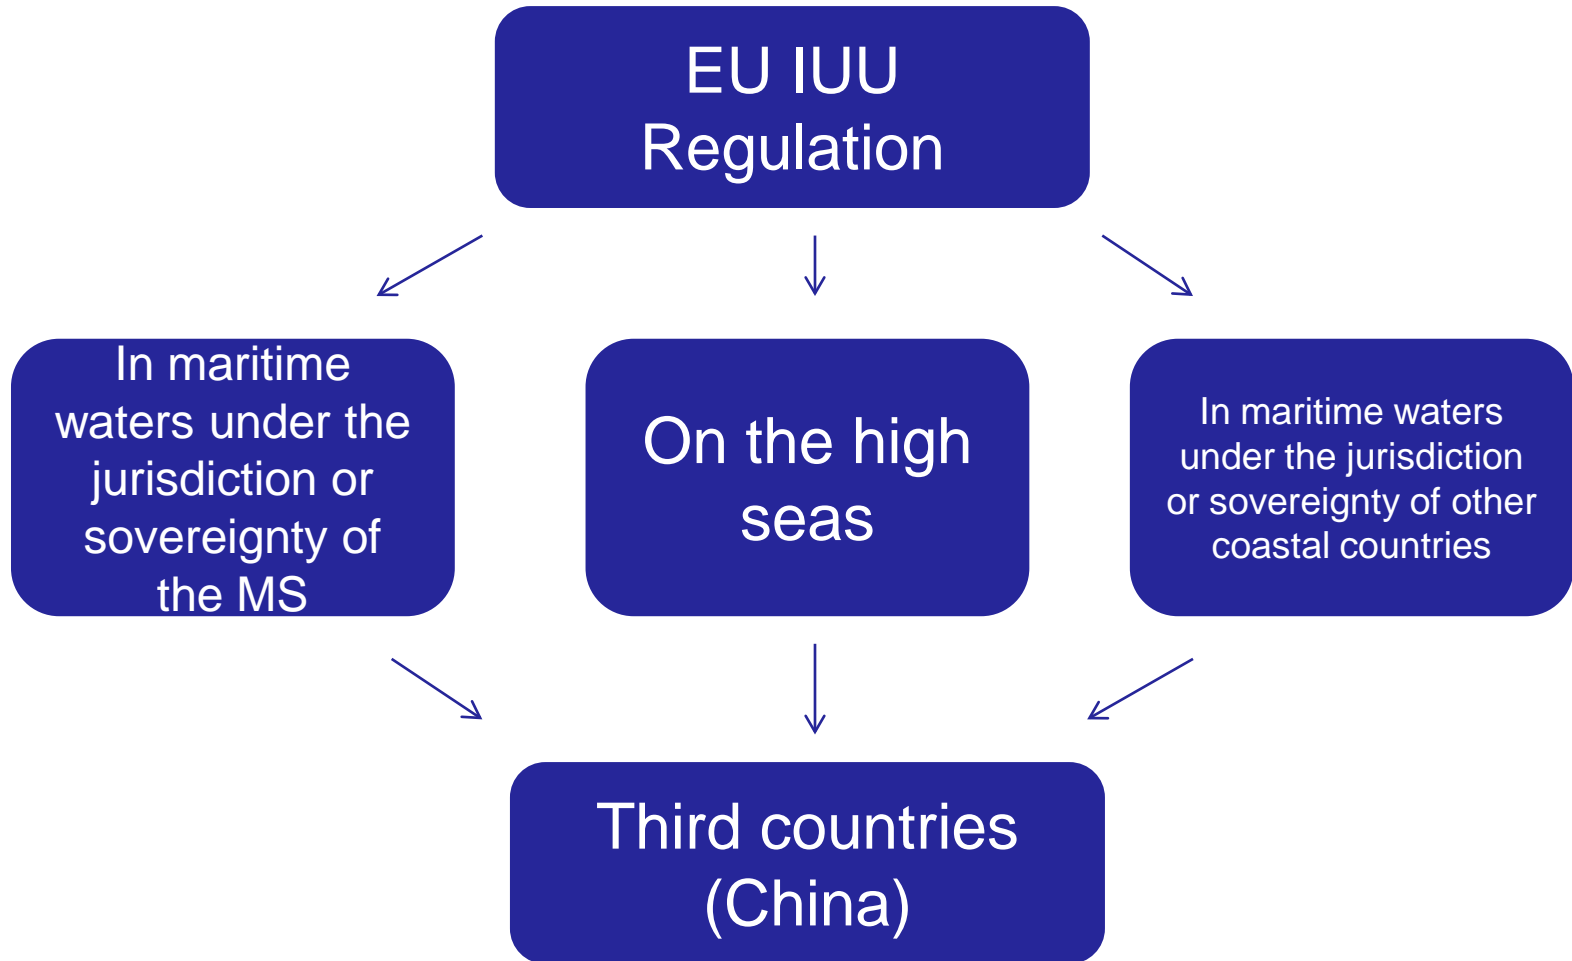 EU IUU
Regulation
In maritime
waters under the
jurisdiction or
sovereignty of
the MS
On the high
seas
In maritime waters
under the jurisdiction
or sovereignty of other
coastal countries
Third countries
(China)